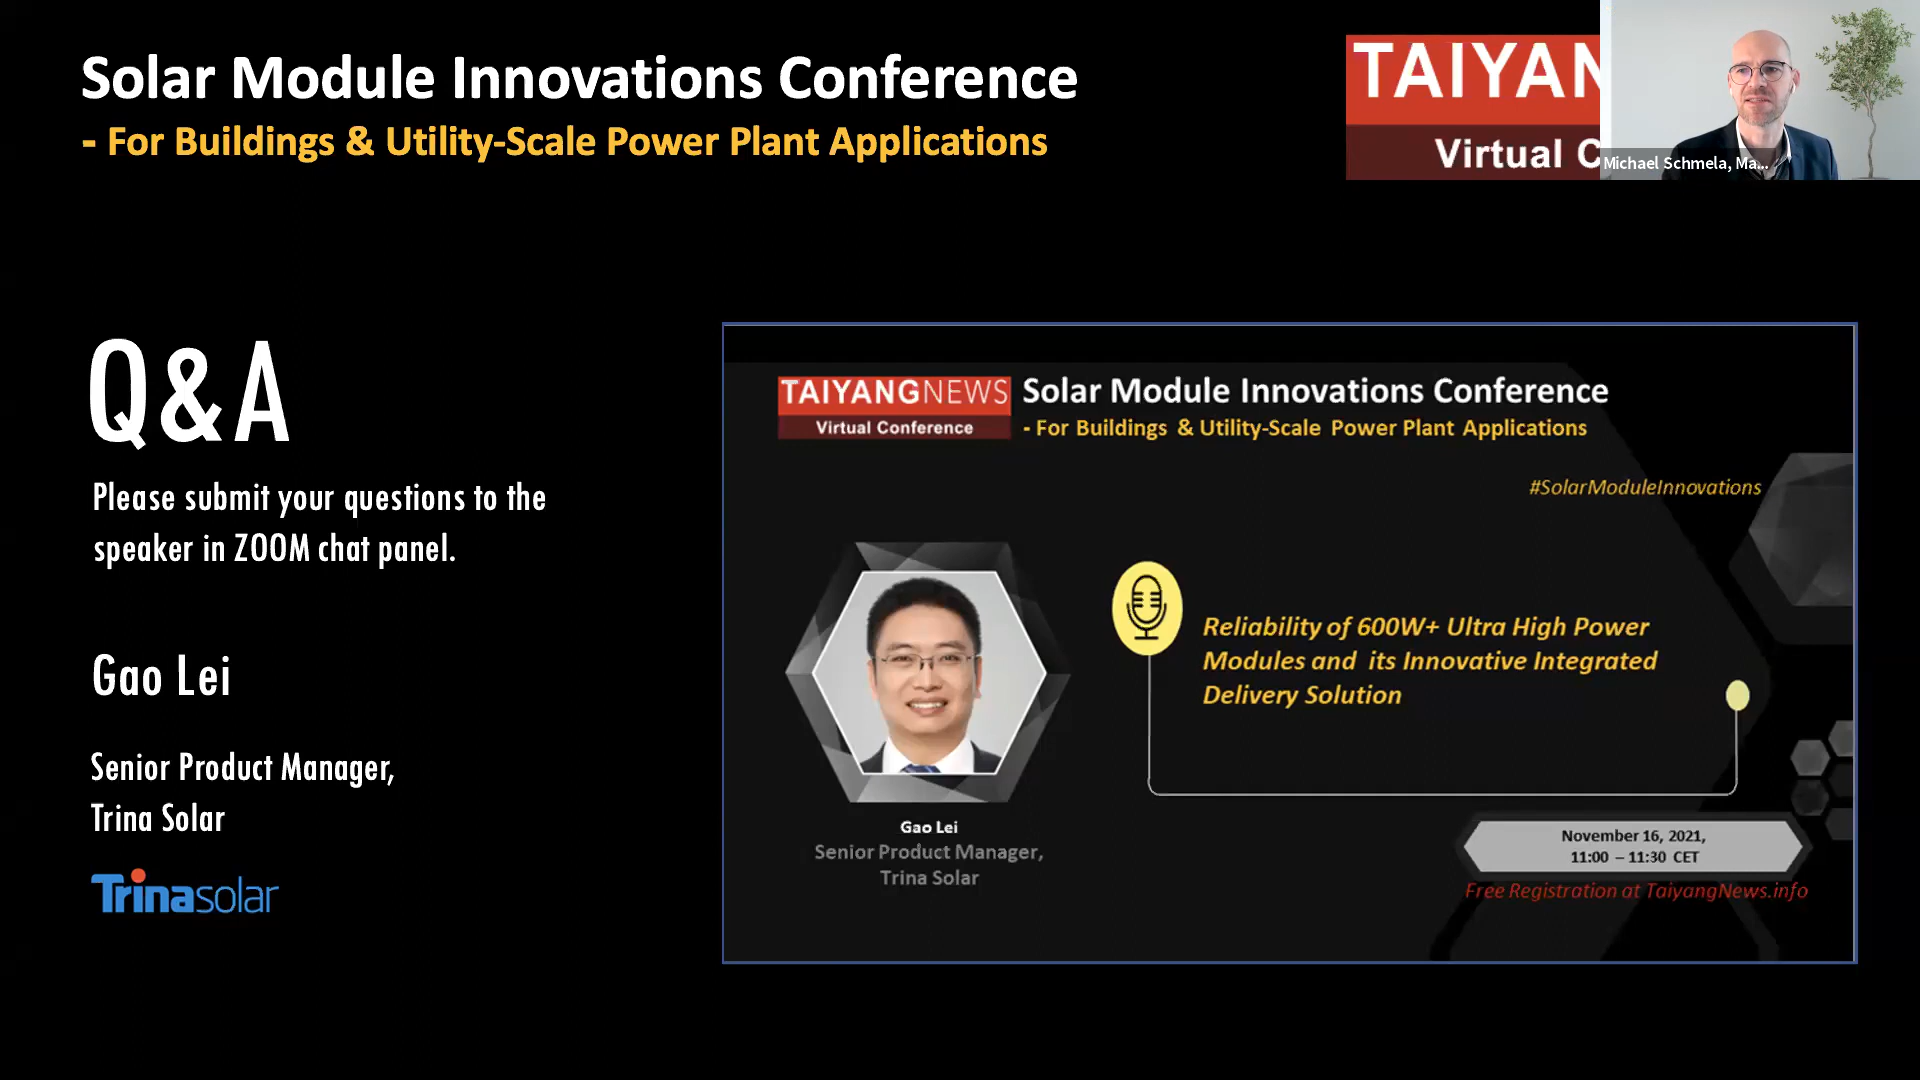 Solar Module Innovations Conference
- For Buildings & Utility-Scale Power Plant Applications
TAIYAN
Virtual C
Michael Schmela, Ma...
Q&A
Please submit your questions to the
speaker in ZOOM chat panel.
Gao Lei
Senior Product Manager,
Trina Solar
Trinasolar
TAIYANGNEWS
Virtual Conference
Solar Module Innovations Conference
- For Buildings & Utility-Scale Power Plant Applications
#SolarModuleInnovations
Reliability of 600W+ Ultra High Power
Modules and its Innovative Integrated
Delivery Solution
Gao Lei
Senior Product Manager,
Trina Solar
November 16, 2021,
11:00 – 11:30 CET
Free Registration at TaiyangNews.info